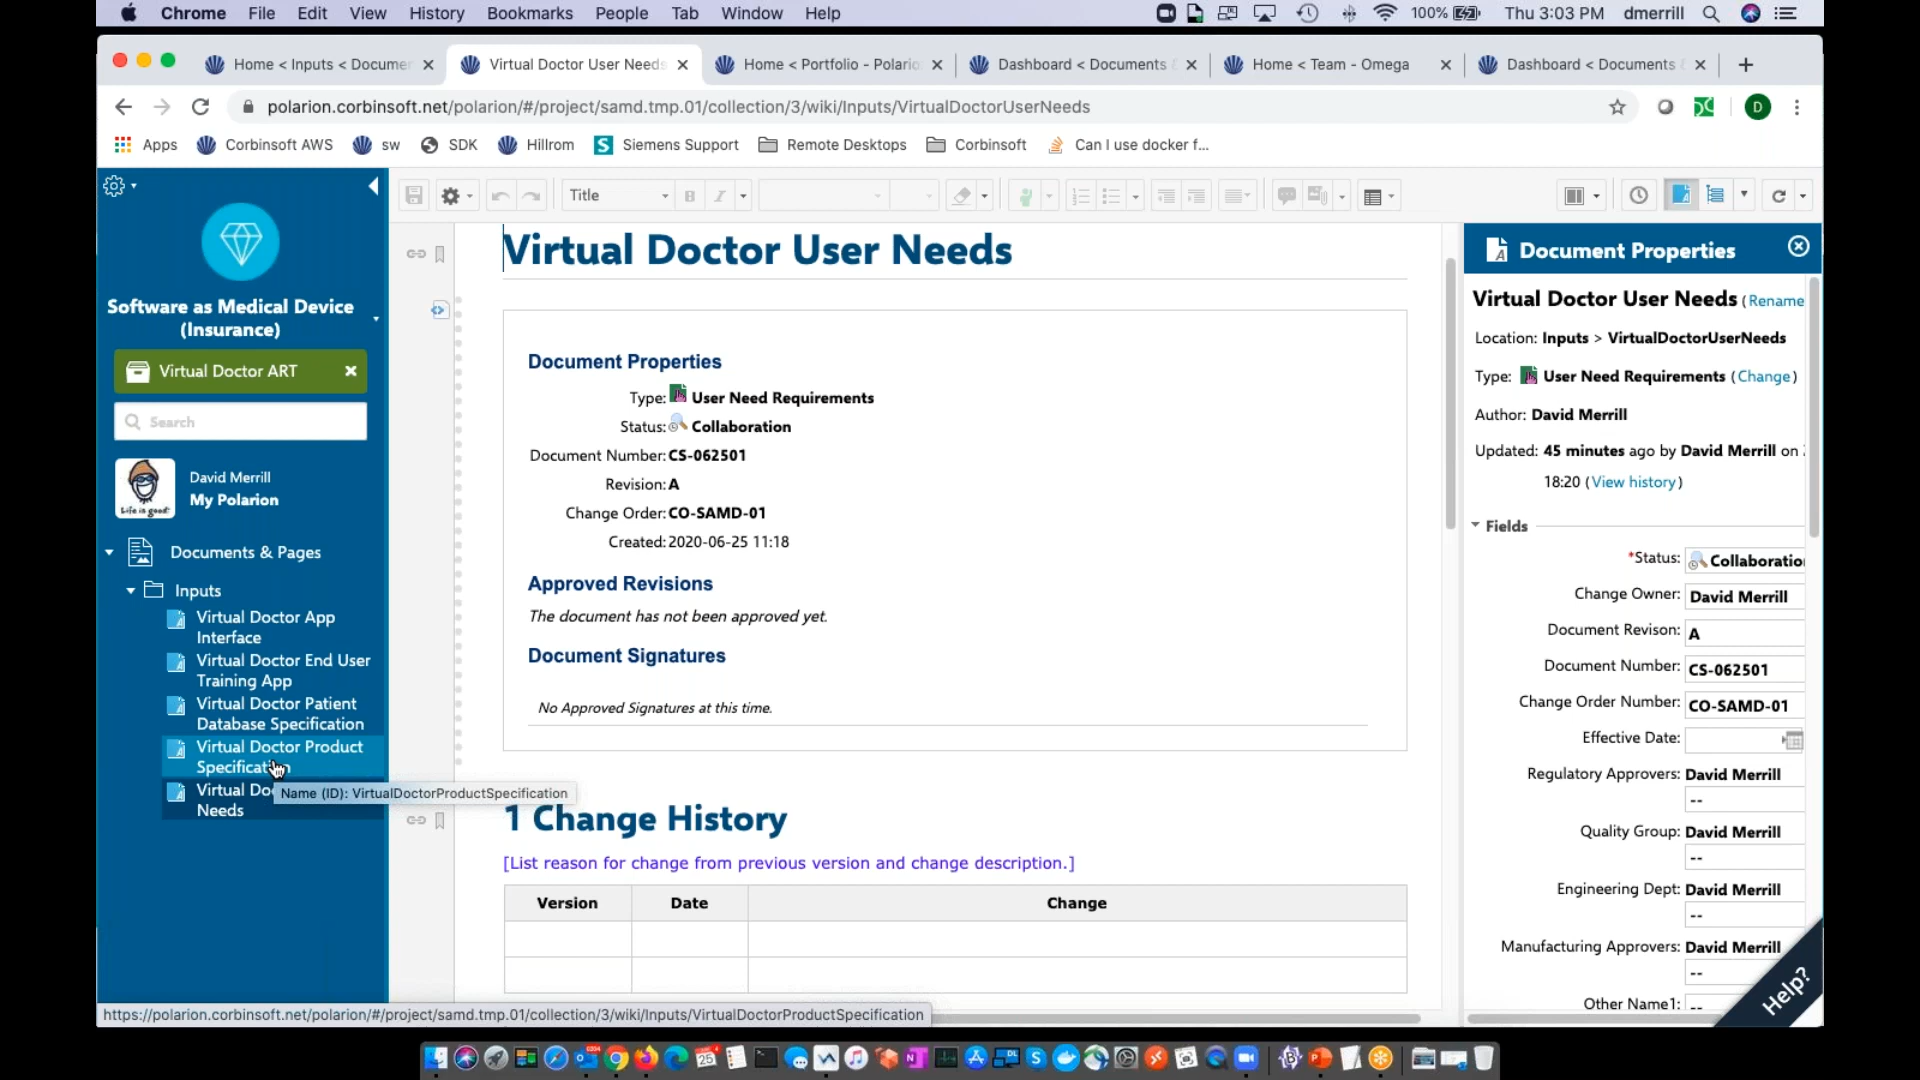 Chrome File Edit View History Bookmarks People Tab Window Help
100% Thu 3:03 PM dmerrill
Home < Inputs < Documen
Virtual Doctor User Needs
Home < Portfolio - Polario
Dashboard < Documents &
Home < Team - Omega
Dashboard < Documents &
polarion.corbinsoft.net/polarion/#/project/samd.tmp.01/collection/3/wiki/Inputs/VirtualDoctorUserNeeds
D
Apps Corbinsoft AWS sw SDK Hillrom Siemens Support Remote Desktops Corbinsoft Can I use docker f...
Title
Software as Medical Device
(Insurance)
Virtual Doctor ART
Search
David Merrill
My Polarion
Life is good
Documents & Pages
Inputs
Virtual Doctor App
Interface
Virtual Doctor End User
Training App
Virtual Doctor Patient
Database Specification
Virtual Doctor Product
Specification
Virtual Do
Needs
Name (ID): VirtualDoctorProductSpecification
Virtual Doctor User Needs
Document Properties
Type: User Need Requirements
Status: Collaboration
Document Number: CS-062501
Revision: A
Change Order: CO-SAMD-01
Created: 2020-06-25 11:18
Approved Revisions
The document has not been approved yet.
Document Signatures
No Approved Signatures at this time.
1 Change History
[List reason for change from previous version and change description.]
Version Date Change
Document Properties
Virtual Doctor User Needs (Rename
Location: Inputs > VirtualDoctorUserNeeds
Type: User Need Requirements (Change)
Author: David Merrill
Updated: 45 minutes ago by David Merrill on
18:20 (View history)
Fields
*Status: Collaboration
Change Owner: David Merrill
Document Revison: A
Document Number: CS-062501
Change Order Number: CO-SAMD-01
Effective Date:
Regulatory Approvers: David Merrill
--
Quality Group: David Merrill
--
Engineering Dept: David Merrill
--
Manufacturing Approvers: David Merrill
--
Other Name1: --
Help?
https://polarion.corbinsoft.net/polarion/#/project/samd.tmp.01/collection/3/wiki/Inputs/VirtualDoctorProductSpecification